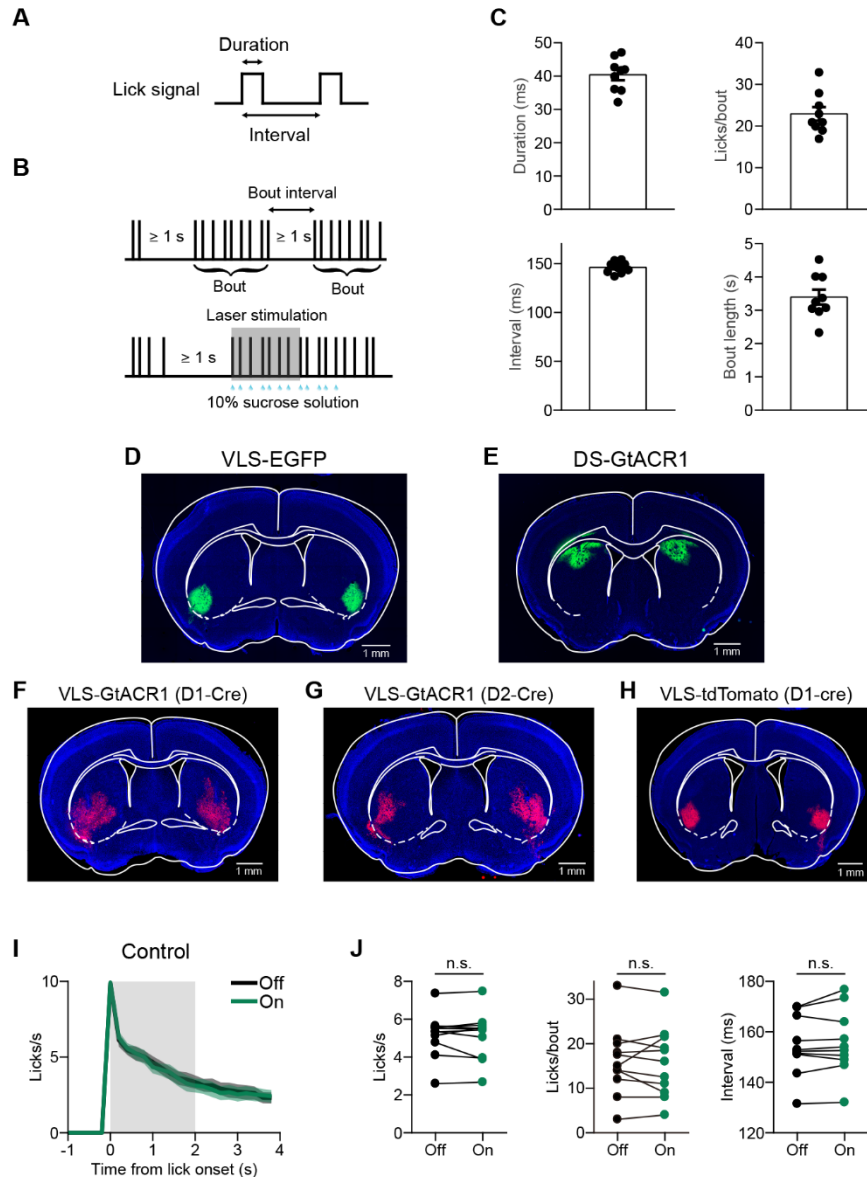 A
Duration
Lick signal
Interval
B
Bout interval
≥ 1 s
≥ 1 s
Bout
Bout
Laser stimulation
≥ 1 s
10% sucrose solution
C
50
40
30
20
10
0
Duration (ms)
40
30
20
10
0
Licks/bout
150
100
50
0
Interval (ms)
5
4
3
2
1
0
Bout length (s)
D
VLS-EGFP
1 mm
E
DS-GtACR1
1 mm
F
VLS-GtACR1 (D1-Cre)
1 mm
G
VLS-GtACR1 (D2-Cre)
1 mm
H
VLS-tdTomato (D1-cre)
1 mm
I
Control
Off
On
10
5
0
Licks/s
-1 0 1 2 3 4
Time from lick onset (s)
J
n.s.
8
6
4
2
0
Licks/s
Off On
n.s.
30
20
10
0
Licks/bout
Off On
n.s.
180
160
140
120
Interval (ms)
Off On